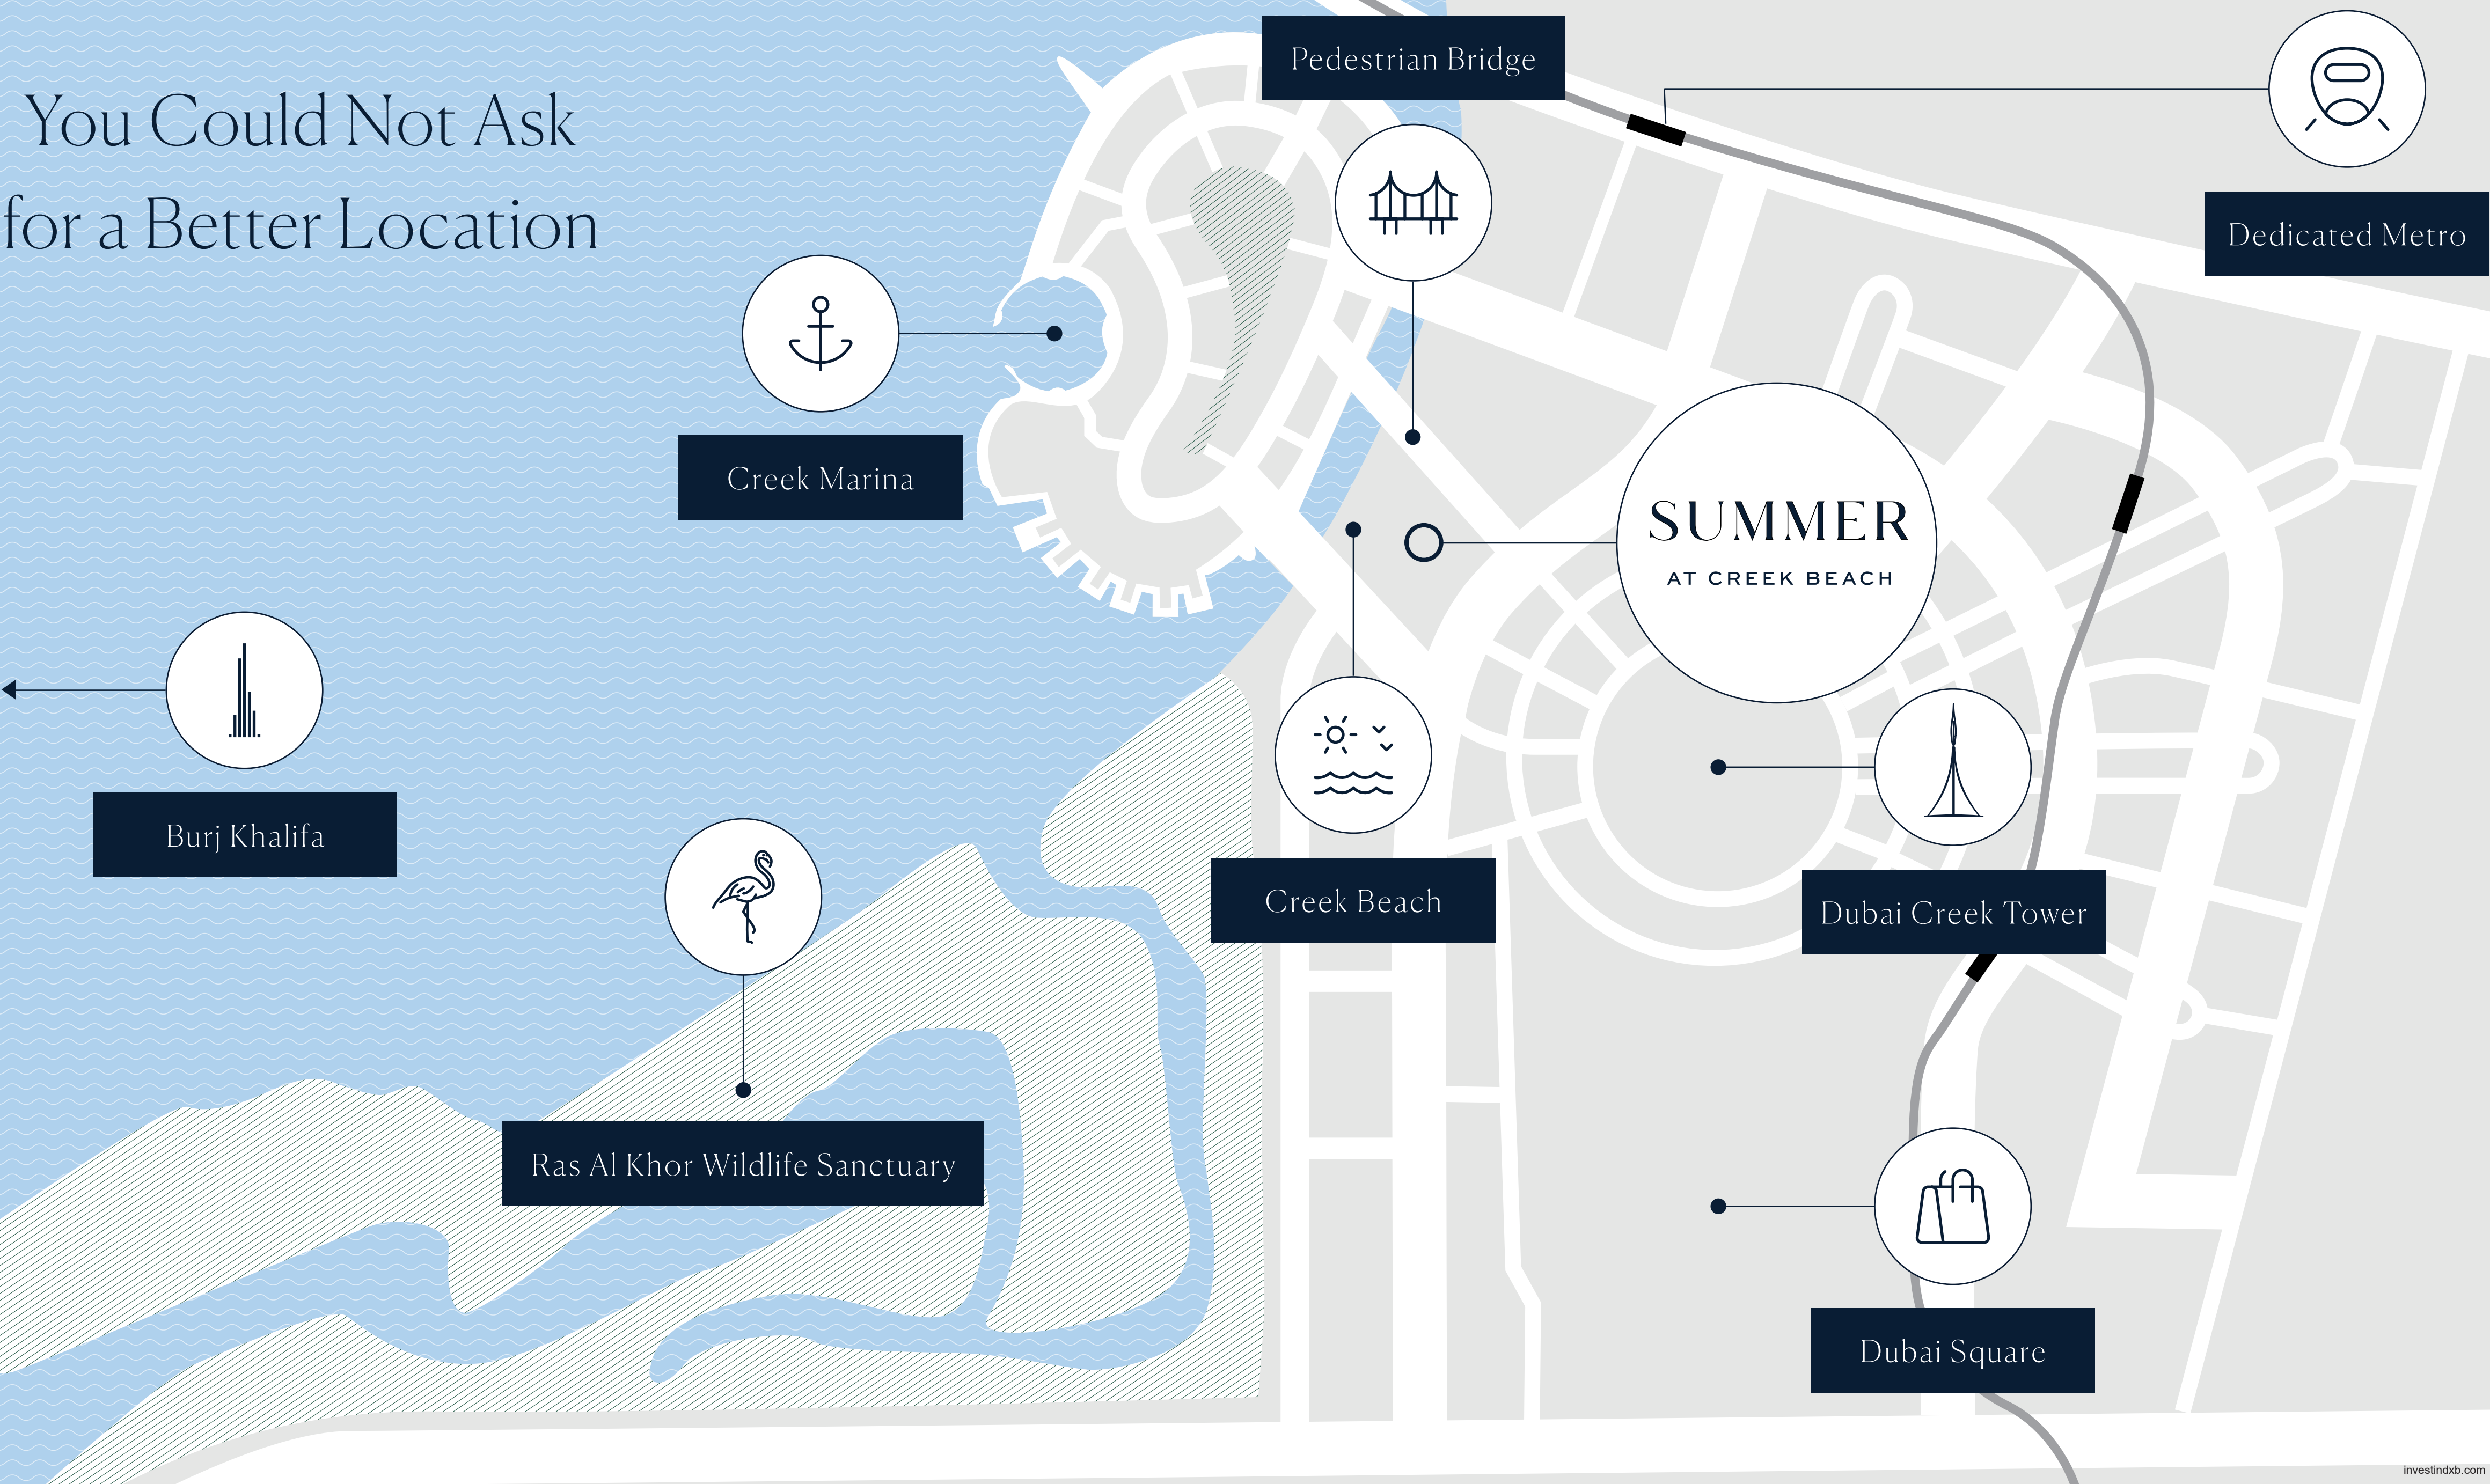 You Could Not Ask
for a Better Location
Pedestrian Bridge
Dedicated Metro
Creek Marina
SUMMER
AT CREEK BEACH
Burj Khalifa
Creek Beach
Dubai Creek Tower
Ras Al Khor Wildlife Sanctuary
Dubai Square
investindxb.com